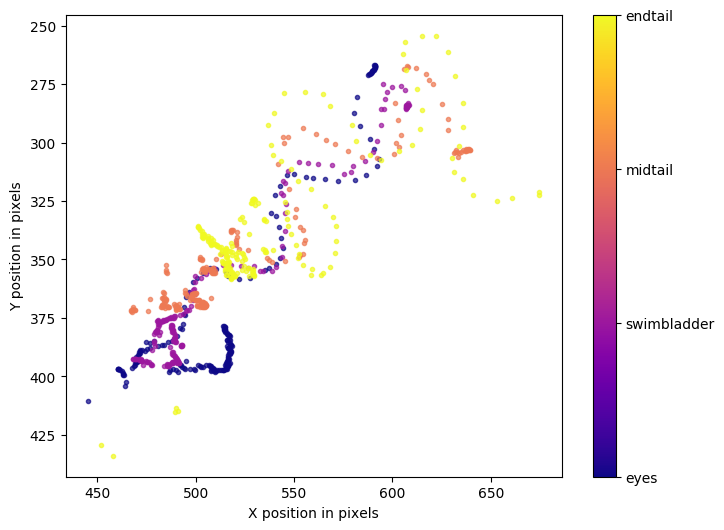 250
275
300
325
350
375
400
425
450
500
550
600
650
X position in pixels
Y position in pixels
endtail
midtail
swimbladder
eyes